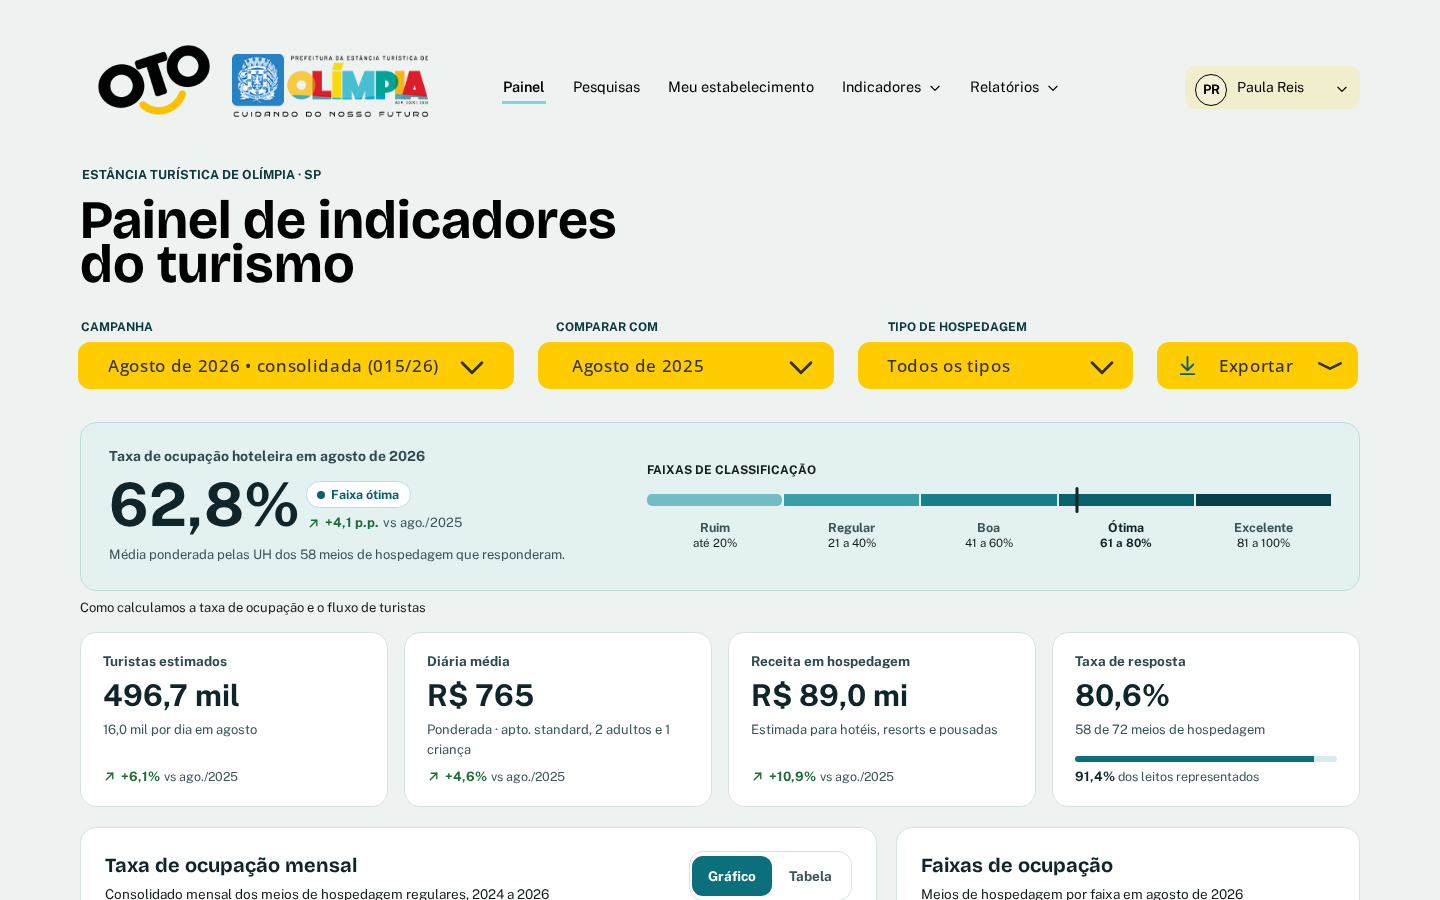 OTO
PREFEITURA DA ESTÂNCIA TURÍSTICA DE
OLÍMPIA
CUIDANDO DO NOSSO FUTURO
Painel
Pesquisas
Meu estabelecimento
Indicadores
Relatórios
PR
Paula Reis
ESTÂNCIA TURÍSTICA DE OLÍMPIA · SP
Painel de indicadores
do turismo
CAMPANHA
COMPARAR COM
TIPO DE HOSPEDAGEM
Agosto de 2026 • consolidada (015/26)
Agosto de 2025
Todos os tipos
Exportar
Taxa de ocupação hoteleira em agosto de 2026
62,8%
Faixa ótima
+4,1 p.p. vs ago./2025
Média ponderada pelas UH dos 58 meios de hospedagem que responderam.
FAIXAS DE CLASSIFICAÇÃO
Ruim
até 20%
Regular
21 a 40%
Boa
41 a 60%
Ótima
61 a 80%
Excelente
81 a 100%
Como calculamos a taxa de ocupação e o fluxo de turistas
Turistas estimados
496,7 mil
16,0 mil por dia em agosto
+6,1% vs ago./2025
Diária média
R$ 765
Ponderada · apto. standard, 2 adultos e 1
criança
+4,6% vs ago./2025
Receita em hospedagem
R$ 89,0 mi
Estimada para hotéis, resorts e pousadas
+10,9% vs ago./2025
Taxa de resposta
80,6%
58 de 72 meios de hospedagem
91,4% dos leitos representados
Taxa de ocupação mensal
Consolidado mensal dos meios de hospedagem regulares, 2024 a 2026
Gráfico
Tabela
Faixas de ocupação
Meios de hospedagem por faixa em agosto de 2026